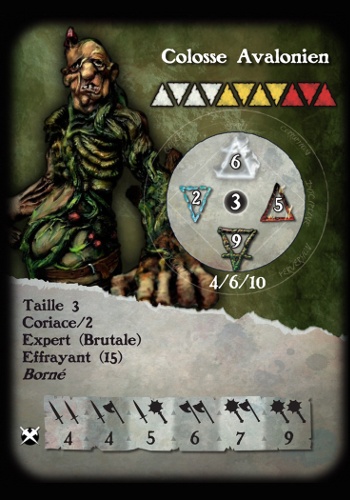 Colosse Avalonien
6
2 3 5
9
4/6/10
Taille 3
Coriace/2
Expert (Brutale)
Effrayant (15)
Borné
4 4 5 6 7 9